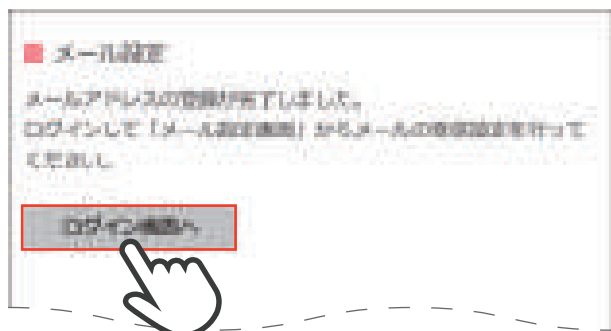 メール設定
メールアドレスの登録が完了しました。
ログインして「メール設定画面」からメールの受信設定を行って
ください。
ログイン画面へ